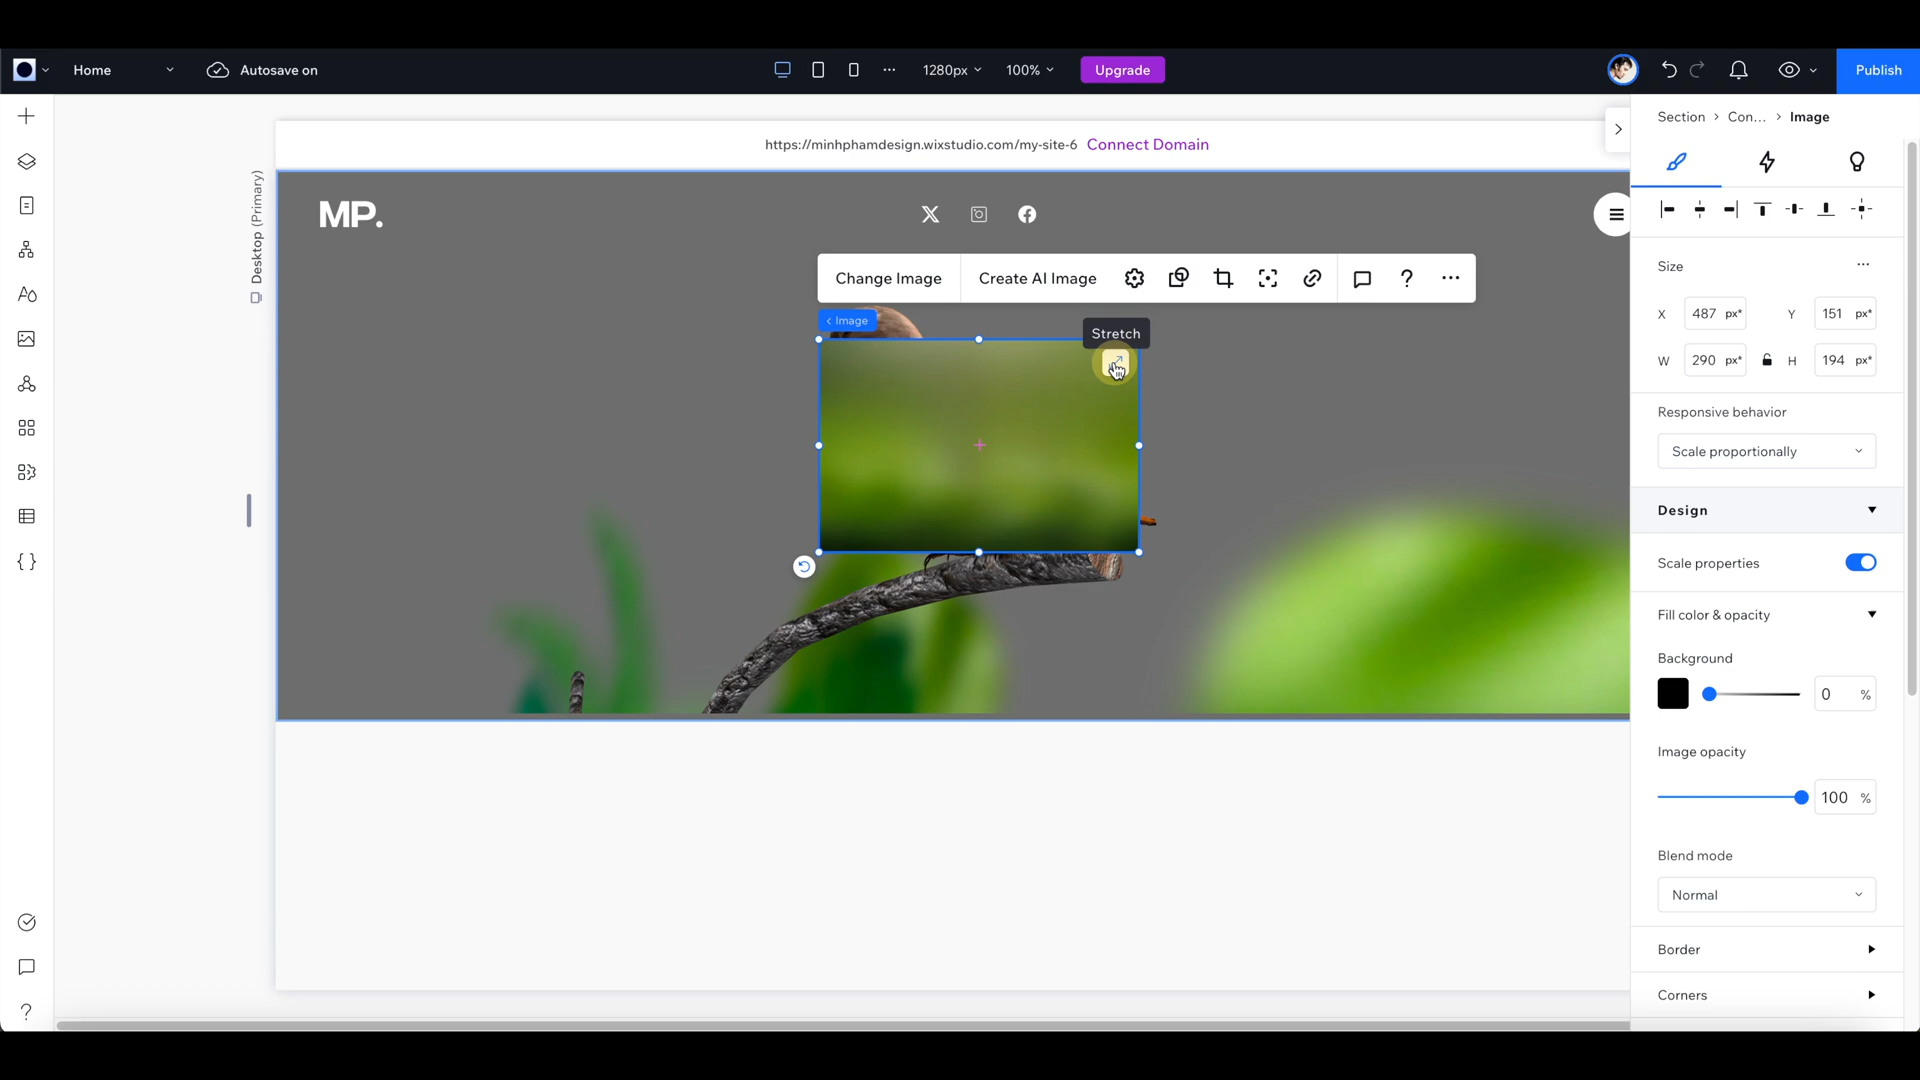 Home
Autosave on
1280px
100%
Upgrade
Publish
Section > Con... > Image
https://minhphamdesign.wixstudio.com/my-site-6 Connect Domain
Desktop (Primary)
MP.
Change Image
Create AI Image
< Image
Stretch
Size
X 487 px* Y 151 px*
W 290 px* H 194 px*
Responsive behavior
Scale proportionally
Design
Scale properties
Fill color & opacity
Background
0 %
Image opacity
100 %
Blend mode
Normal
Border
Corners